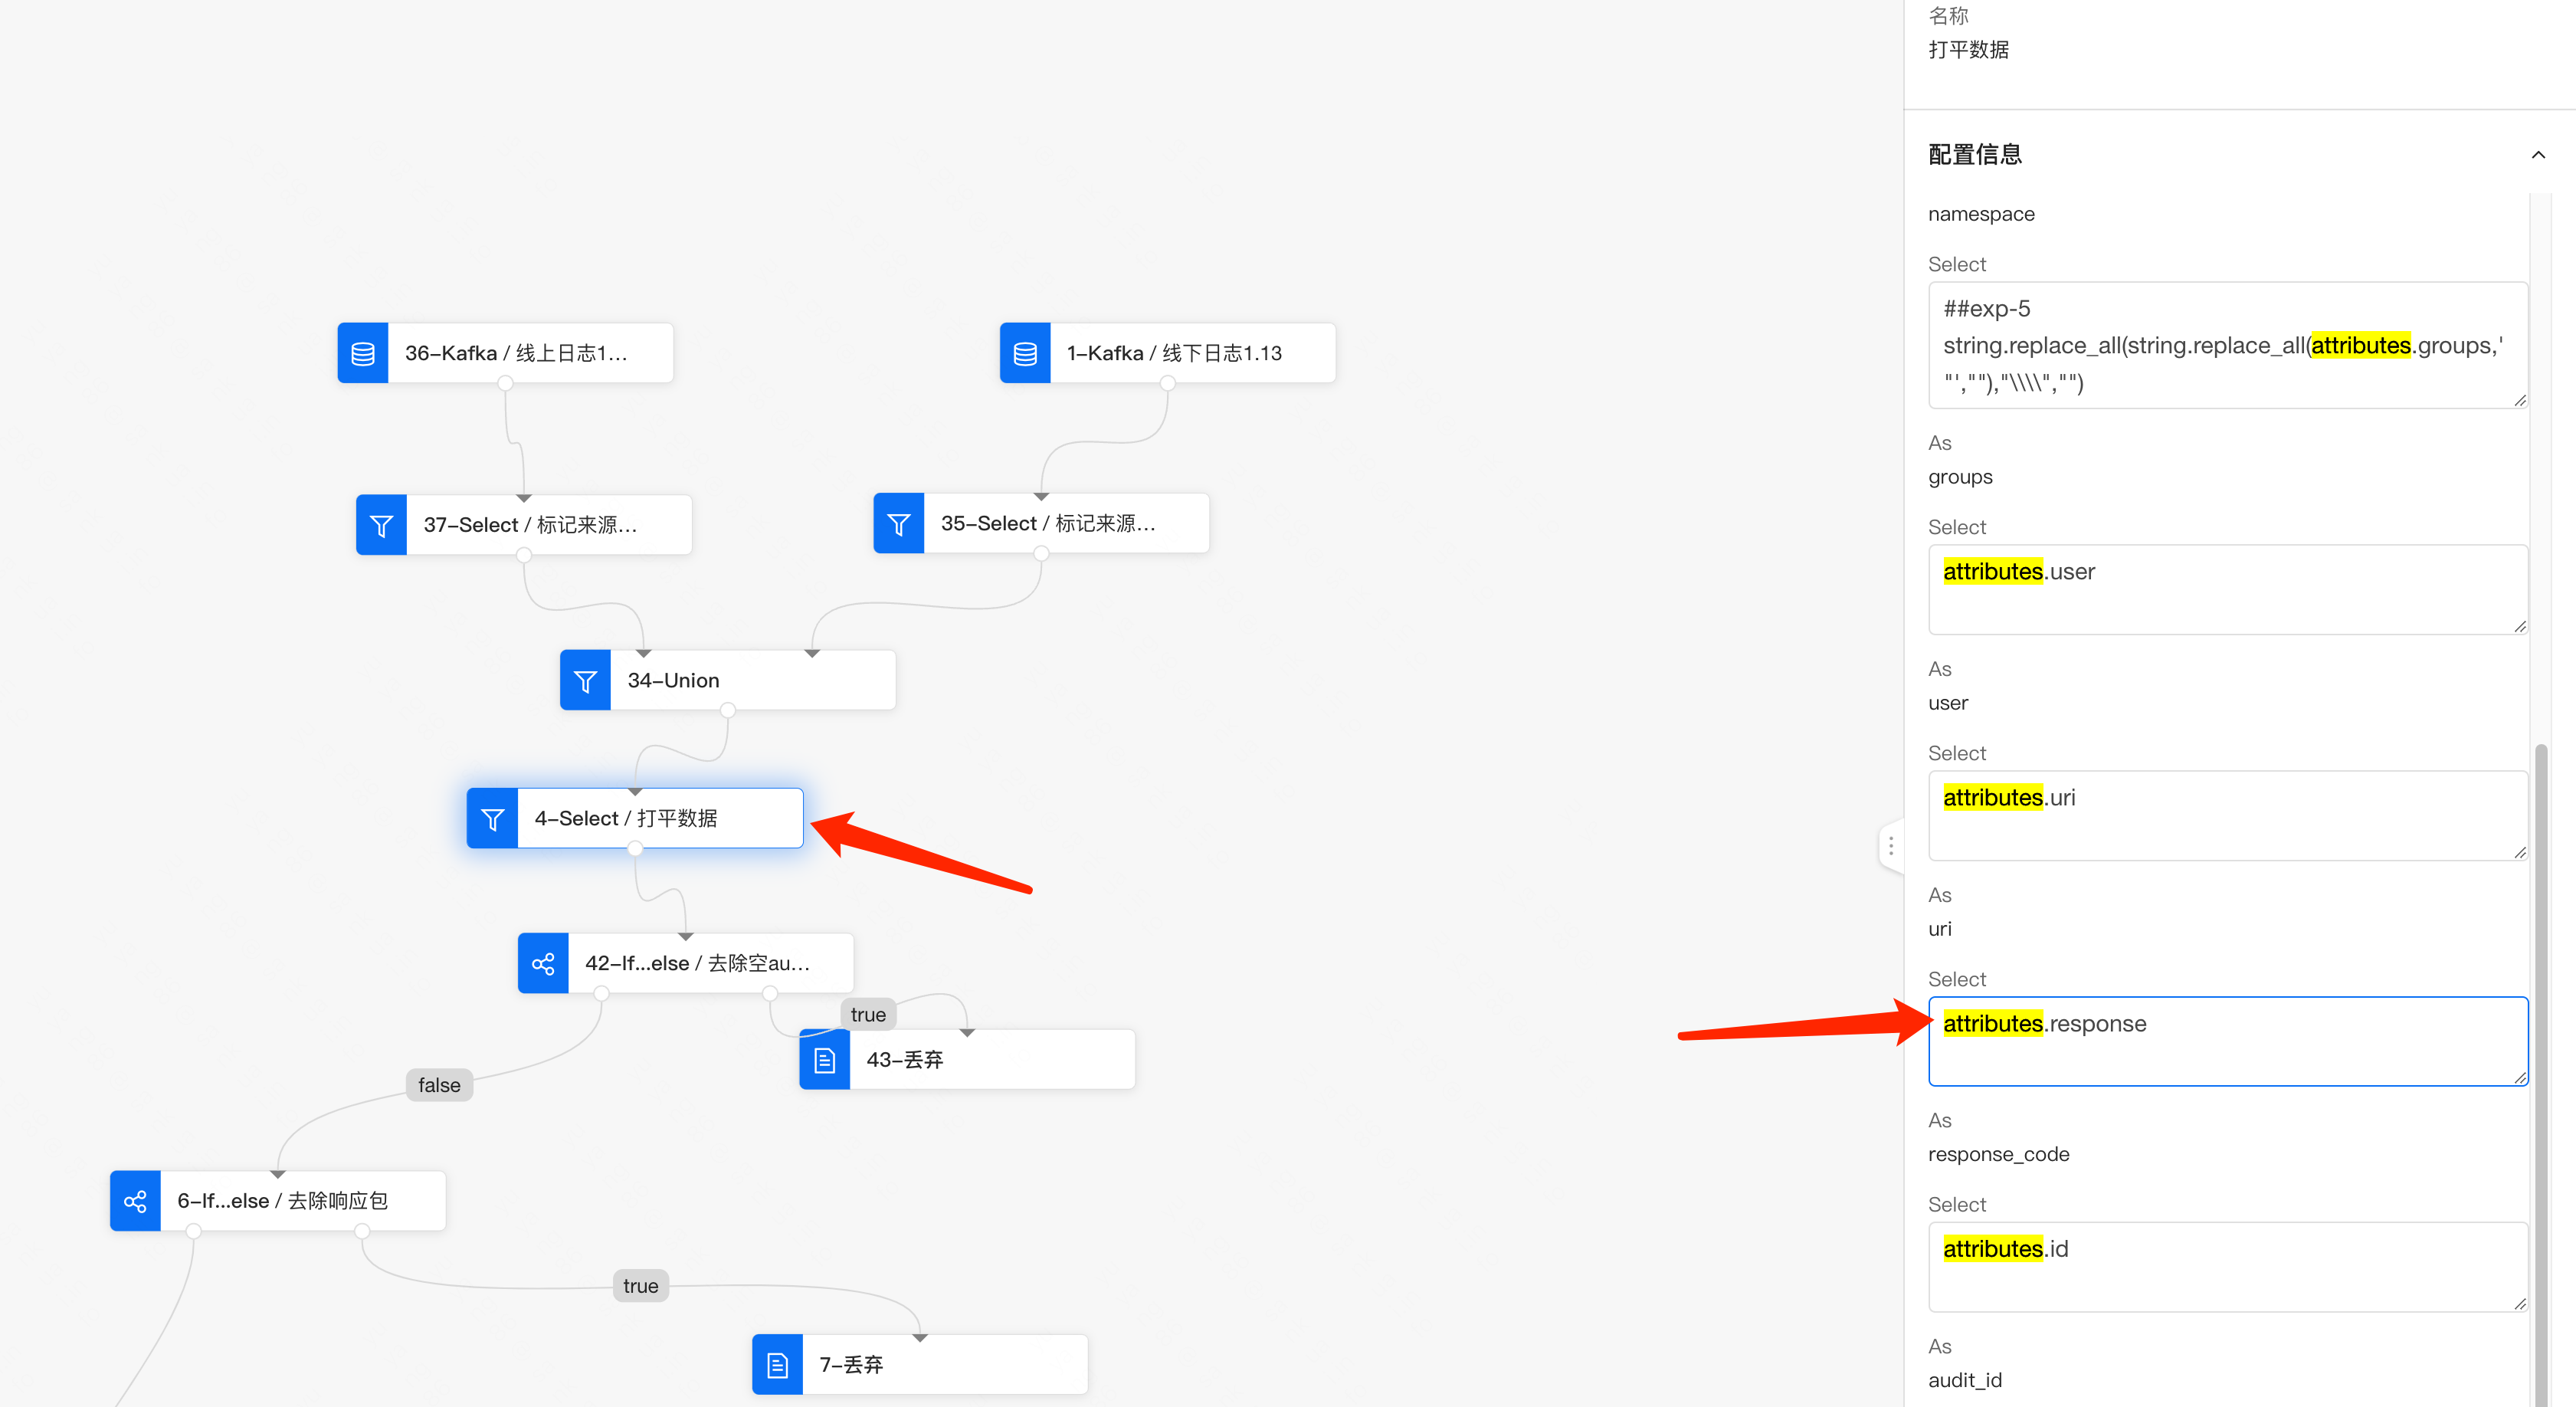 36-Kafka / 线上日志1...
1-Kafka / 线下日志1.13
37-Select / 标记来源...
35-Select / 标记来源...
34-Union
4-Select / 打平数据
42-If...else / 去除空au...
true
43-丢弃
false
6-If...else / 去除响应包
true
7-丢弃
名称
打平数据
配置信息
namespace
Select
##exp-5
string.replace_all(string.replace_all(attributes.groups,'
"',""),"\\\\","")
As
groups
Select
attributes.user
As
user
Select
attributes.uri
As
uri
Select
attributes.response
As
response_code
Select
attributes.id
As
audit_id